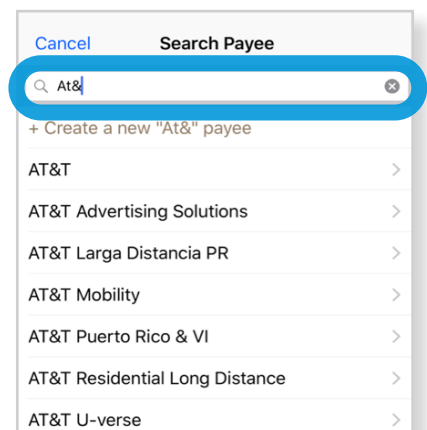 Cancel Search Payee
At&
+ Create a new "At&" payee
AT&T
AT&T Advertising Solutions
AT&T Larga Distancia PR
AT&T Mobility
AT&T Puerto Rico & VI
AT&T Residential Long Distance
AT&T U-verse